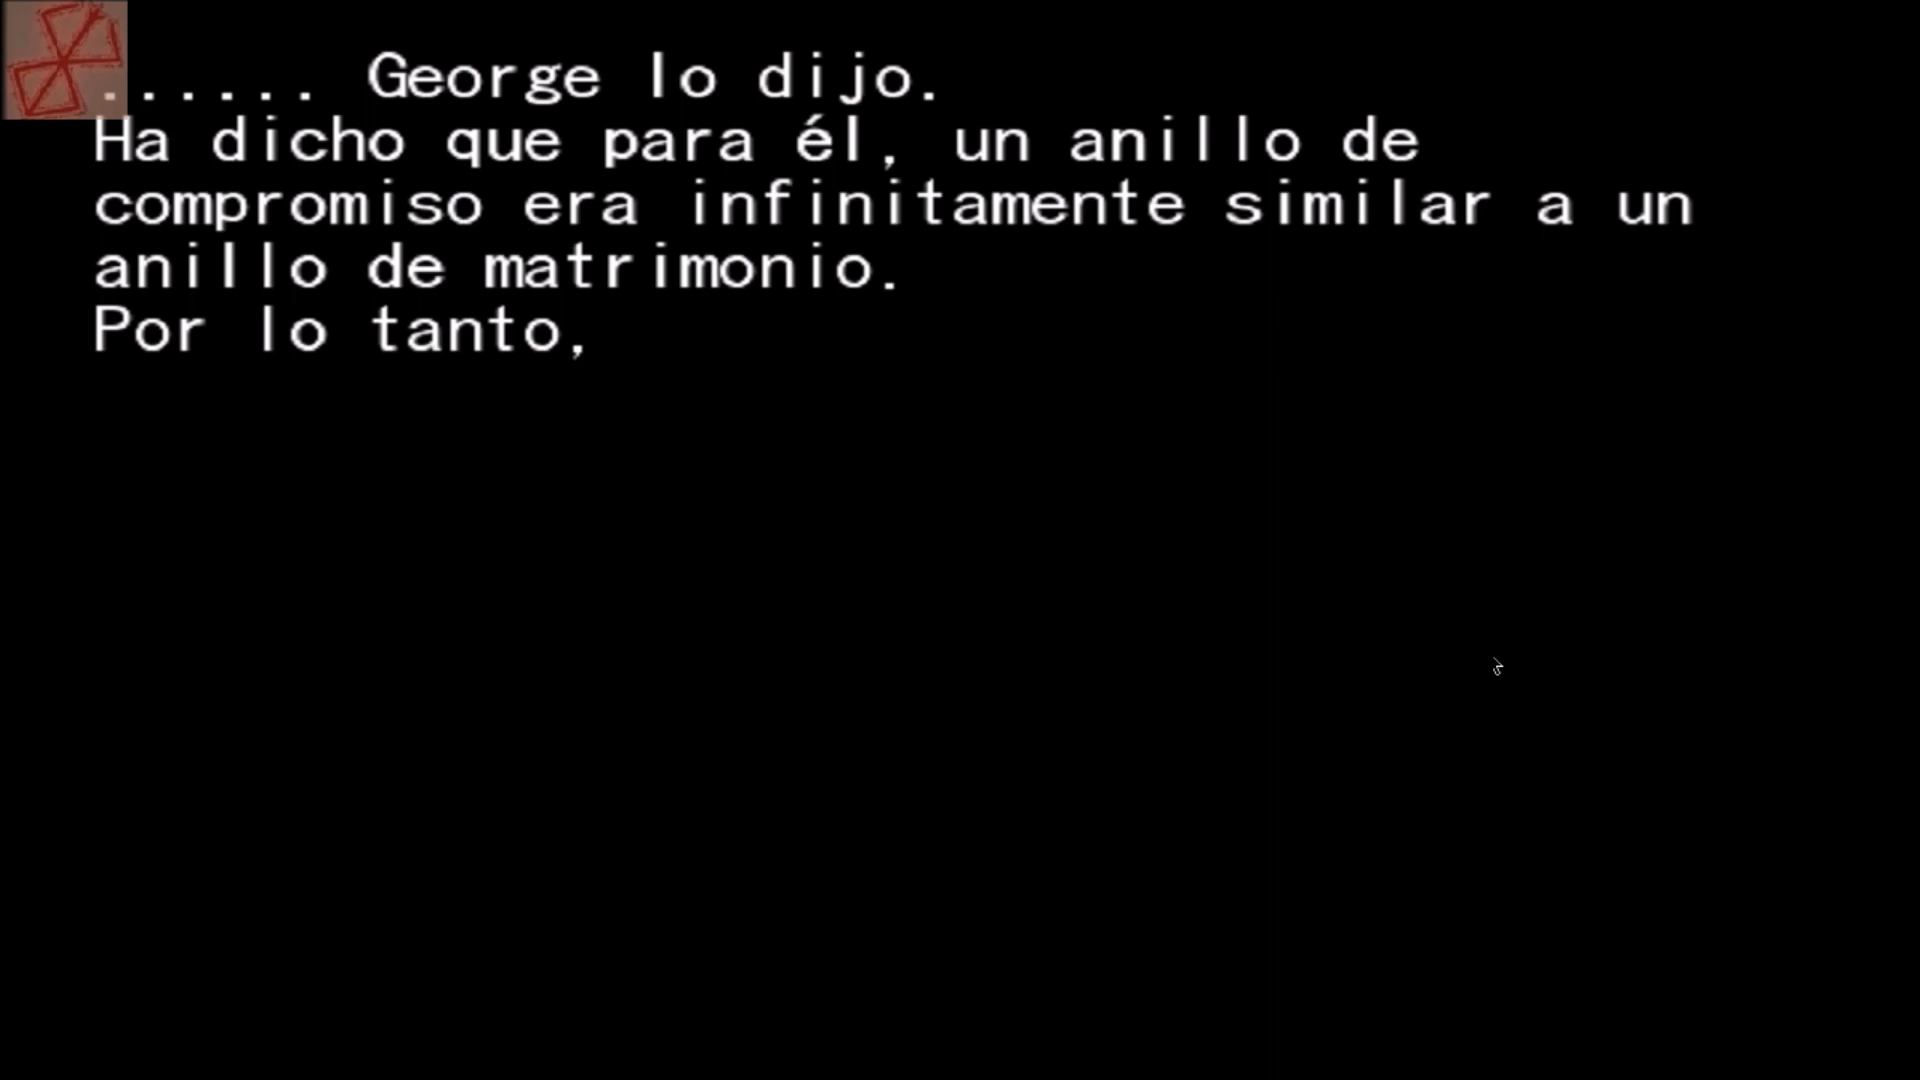 ...... George lo dijo.
Ha dicho que para él, un anillo de
compromiso era infinitamente similar a un
anillo de matrimonio.
Por lo tanto,